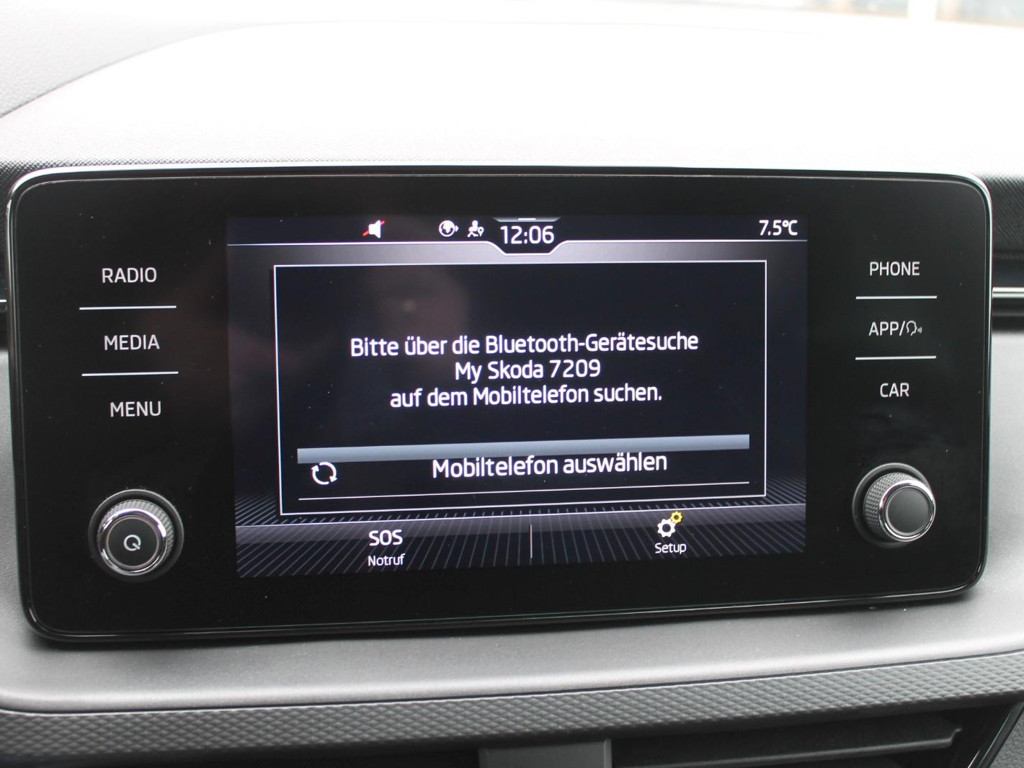 12:06
7.5°C
RADIO
MEDIA
MENU
PHONE
APP/
CAR
Bitte über die Bluetooth-Gerätesuche
My Skoda 7209
auf dem Mobiltelefon suchen.
Mobiltelefon auswählen
SOS
Notruf
Setup